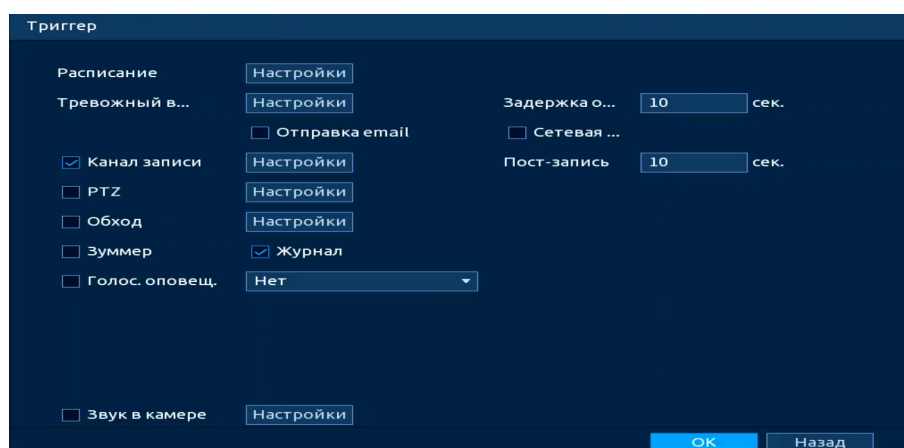 Триггер
Расписание Настройки
Тревожный в... Настройки Задержка о... 10 сек.
Отправка email Сетевая ...
Канал записи Настройки Пост-запись 10 сек.
PTZ Настройки
Обход Настройки
Зуммер Журнал
Голос. оповещ. Нет
Звук в камере Настройки
OK Назад